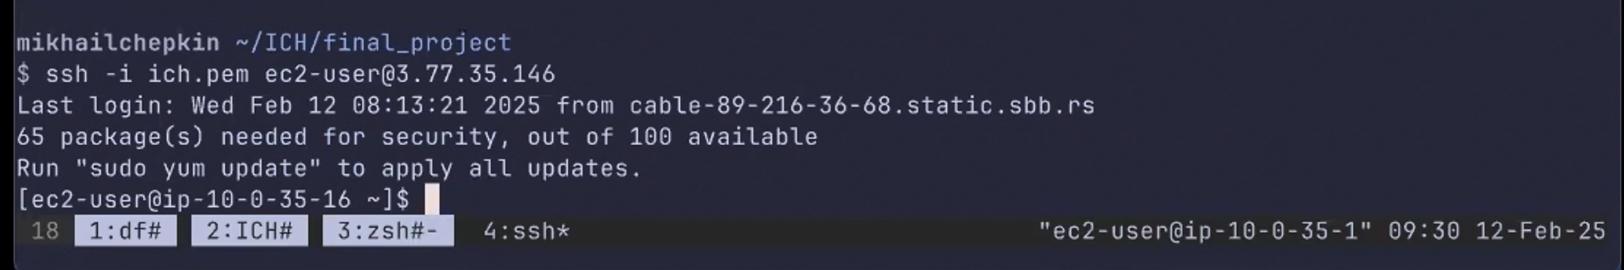 mikhailchepkin ~/ICH/final_project
$ ssh -i ich.pem ec2-user@3.77.35.146
Last login: Wed Feb 12 08:13:21 2025 from cable-89-216-36-68.static.sbb.rs
65 package(s) needed for security, out of 100 available
Run "sudo yum update" to apply all updates.
[ec2-user@ip-10-0-35-16 ~]$
18 1:df# 2:ICH# 3:zsh#- 4:ssh* "ec2-user@ip-10-0-35-1" 09:30 12-Feb-25